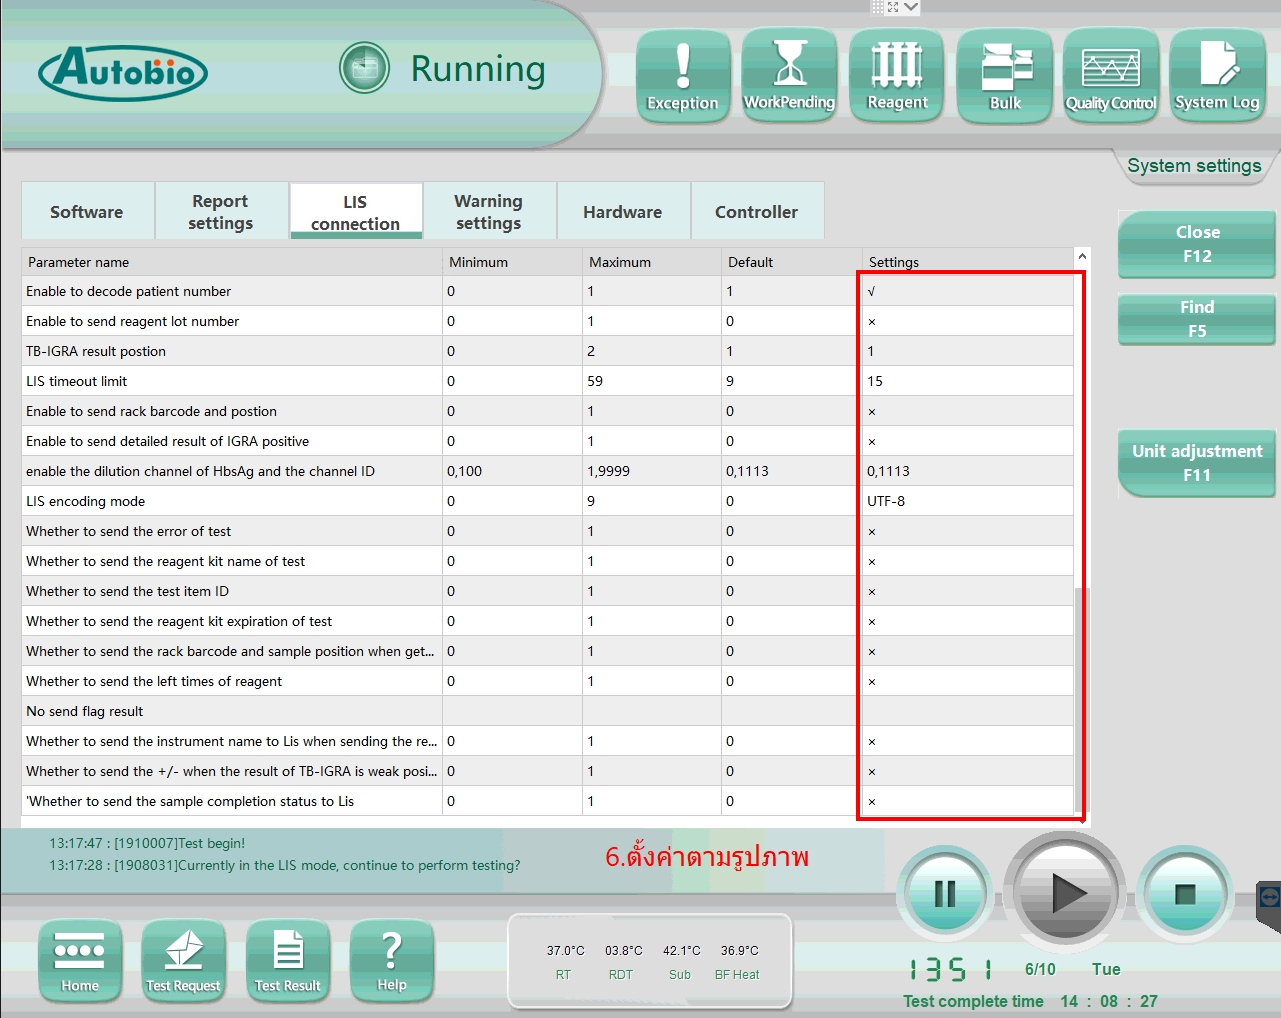 Autobio
Running
Exception
WorkPending
Reagent
Bulk
Quality Control
System Log
System settings
Software
Report settings
LIS connection
Warning settings
Hardware
Controller
Close
F12
Find
F5
Unit adjustment
F11
Parameter name Minimum Maximum Default Settings
Enable to decode patient number 0 1 1 √
Enable to send reagent lot number 0 1 0 ×
TB-IGRA result postion 0 2 1 1
LIS timeout limit 0 59 9 15
Enable to send rack barcode and postion 0 1 0 ×
Enable to send detailed result of IGRA positive 0 1 0 ×
enable the dilution channel of HbsAg and the channel ID 0,100 1,9999 0,1113 0,1113
LIS encoding mode 0 9 0 UTF-8
Whether to send the error of test 0 1 0 ×
Whether to send the reagent kit name of test 0 1 0 ×
Whether to send the test item ID 0 1 0 ×
Whether to send the reagent kit expiration of test 0 1 0 ×
Whether to send the rack barcode and sample position when get... 0 1 0 ×
Whether to send the left times of reagent 0 1 0 ×
No send flag result
Whether to send the instrument name to Lis when sending the re... 0 1 0 ×
Whether to send the +/- when the result of TB-IGRA is weak posi... 0 1 0 ×
'Whether to send the sample completion status to Lis 0 1 0 ×
13:17:47 : [1910007]Test begin!
13:17:28 : [1908031]Currently in the LIS mode, continue to perform testing?
6.ตั้งค่าตามรูปภาพ
Home
Test Request
Test Result
Help
37.0°C 03.8°C 42.1°C 36.9°C
RT RDT Sub BF Heat
1351 1 6/10 Tue
Test complete time 14 : 08 : 27